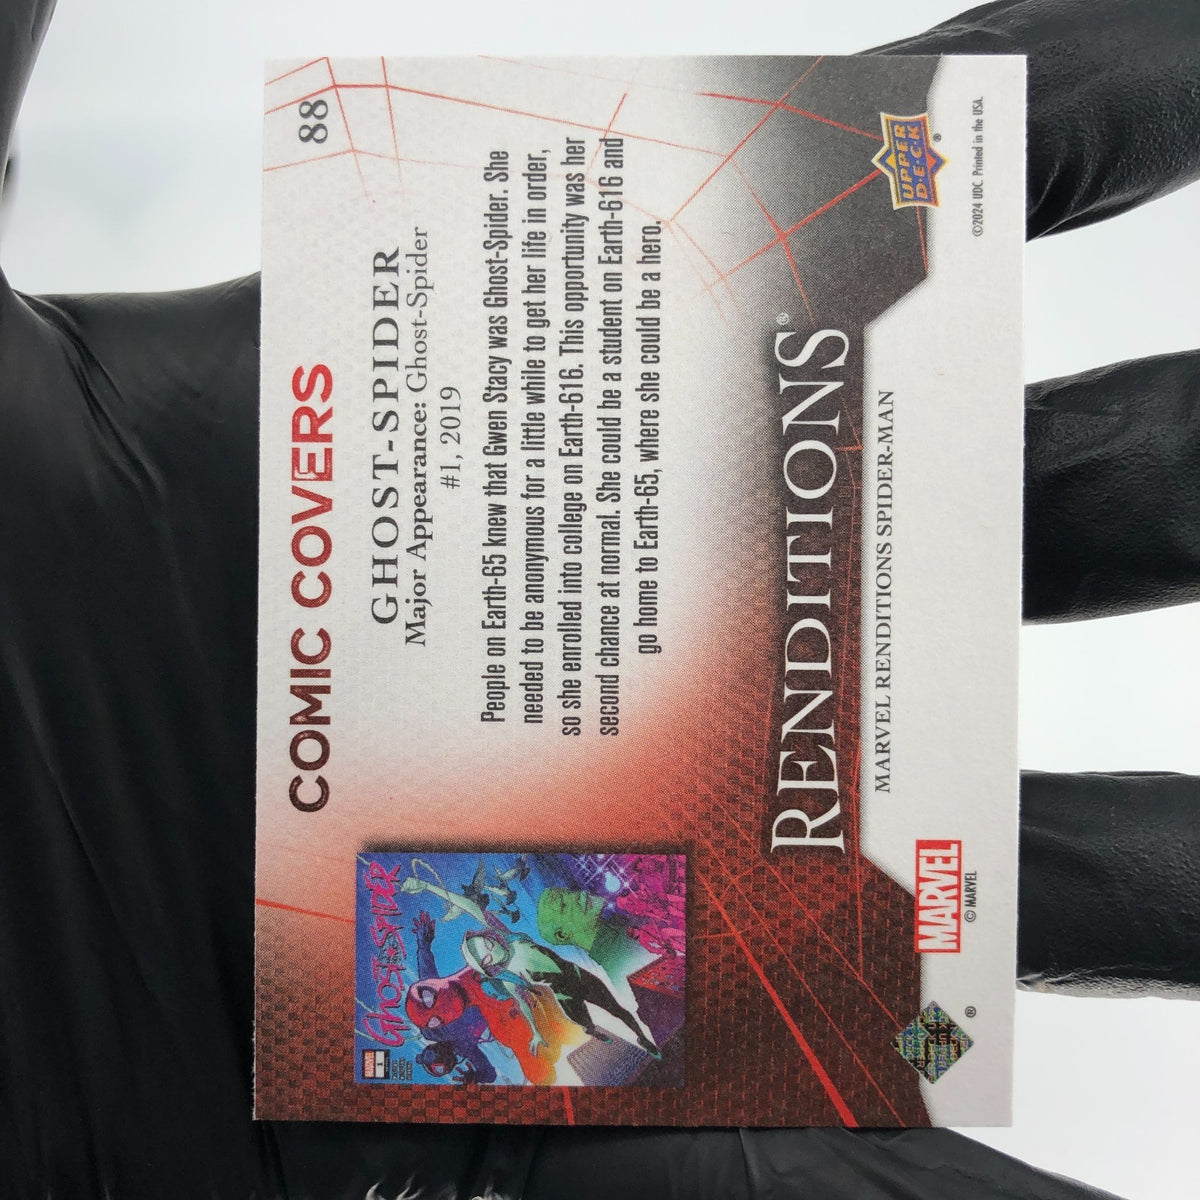 COMIC COVERS
88
GHOST-SPIDER
Major Appearance: Ghost-Spider
#1, 2019
People on Earth-65 knew that Gwen Stacy was Ghost-Spider. She
needed to be anonymous for a little while to get her life in order,
so she enrolled into college on Earth-616. This opportunity was her
second chance at normal. She could be a student on Earth-616 and
go home to Earth-65, where she could be a hero.
MARVEL
1
GHOST-SPIDER
RENDITIONS®
MARVEL RENDITIONS SPIDER-MAN
MARVEL
© MARVEL
®
UPPER
D·E·C·K
®
©2024 UDC. Printed in the USA.